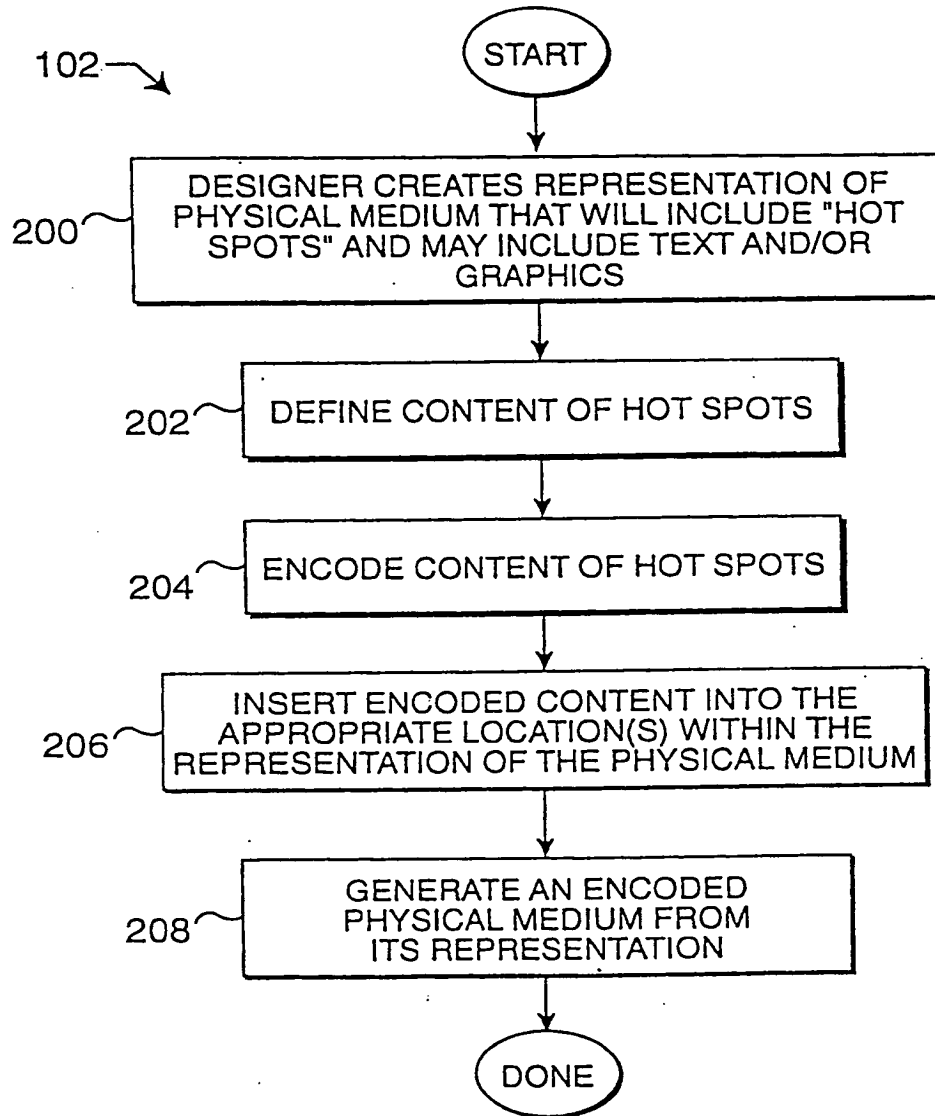 START
102
DESIGNER CREATES REPRESENTATION OF
PHYSICAL MEDIUM THAT WILL INCLUDE "HOT
SPOTS" AND MAY INCLUDE TEXT AND/OR
GRAPHICS
200
DEFINE CONTENT OF HOT SPOTS
202
ENCODE CONTENT OF HOT SPOTS
204
INSERT ENCODED CONTENT INTO THE
APPROPRIATE LOCATION(S) WITHIN THE
REPRESENTATION OF THE PHYSICAL MEDIUM
206
GENERATE AN ENCODED
PHYSICAL MEDIUM FROM
ITS REPRESENTATION
208
DONE